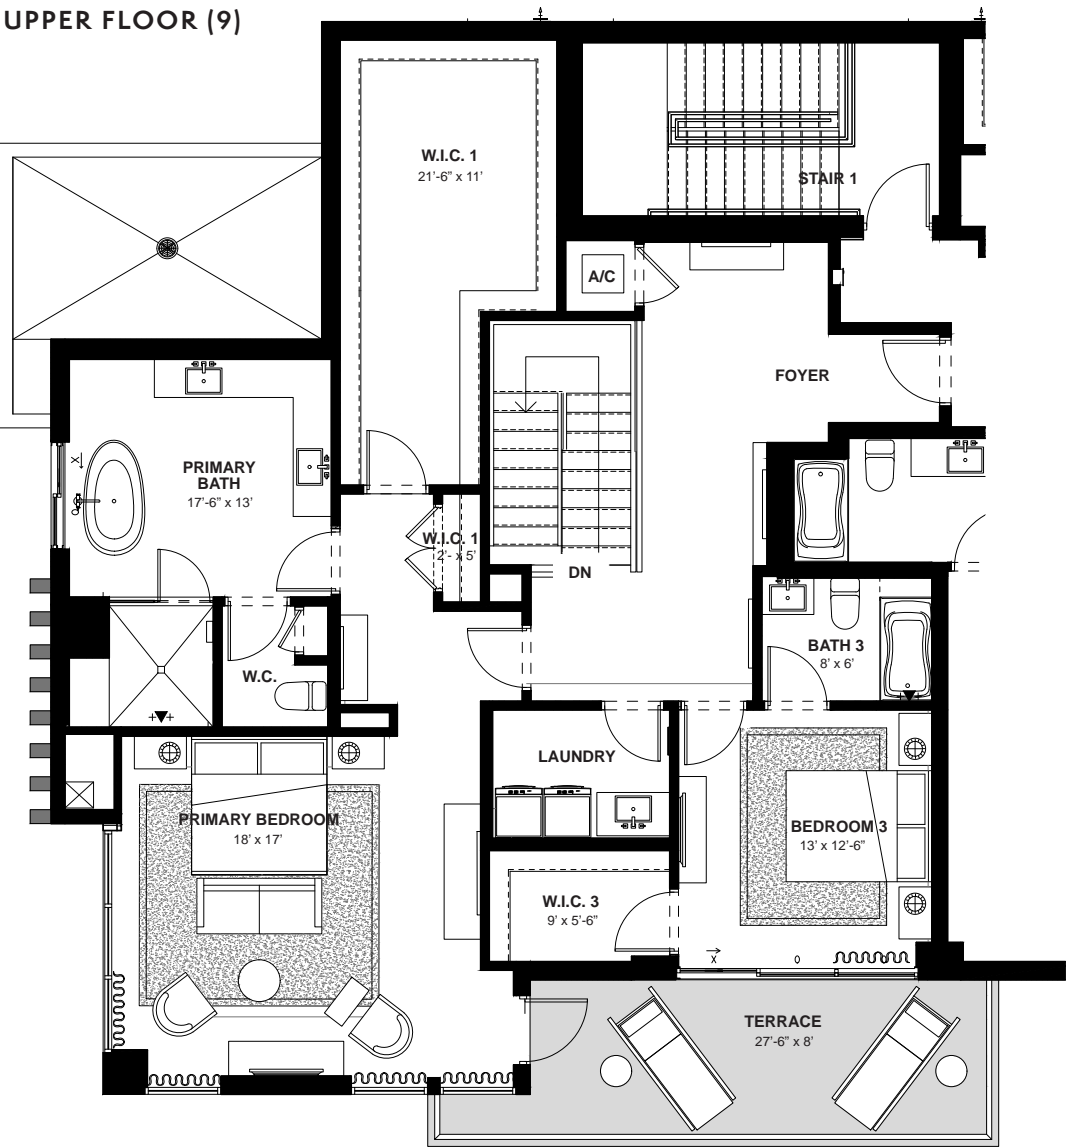 UPPER FLOOR (9)
W.I.C. 1
21'-6" x 11'
STAIR 1
A/C
FOYER
PRIMARY
BATH
17'-6" x 13'
X
W.I.C. 1
2'- x 5'
DN
BATH 3
8' x 6'
W.C.
LAUNDRY
PRIMARY BEDROOM
18' x 17'
BEDROOM 3
13' x 12'-6"
W.I.C. 3
9' x 5'-6"
X
O
TERRACE
27'-6" x 8'